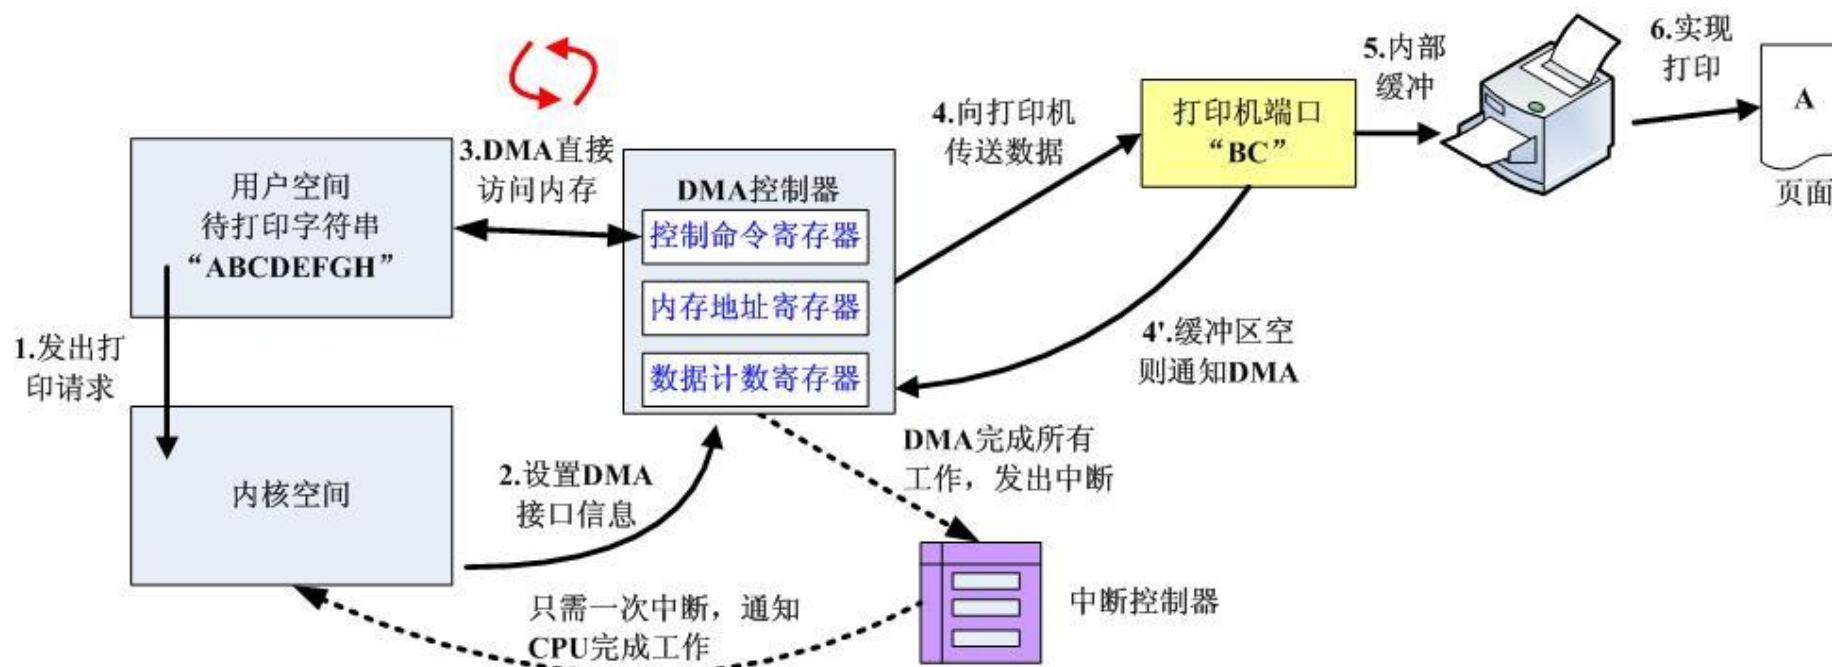 用户空间
待打印字符串
“ABCDEFGH”
1.发出打
印请求
内核空间
2.设置DMA
接口信息
3.DMA直接
访问内存
DMA控制器
控制命令寄存器
内存地址寄存器
数据计数寄存器
4.向打印机
传送数据
打印机端口
“BC”
4'.缓冲区空
则通知DMA
5.内部
缓冲
6.实现
打印
A
页面
DMA完成所有
工作，发出中断
中断控制器
只需一次中断，通知
CPU完成工作